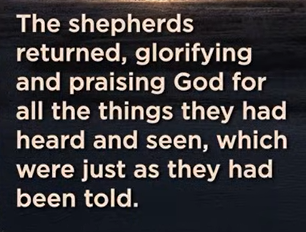 The shepherds
returned, glorifying
and praising God for
all the things they had
heard and seen, which
were just as they had
been told.